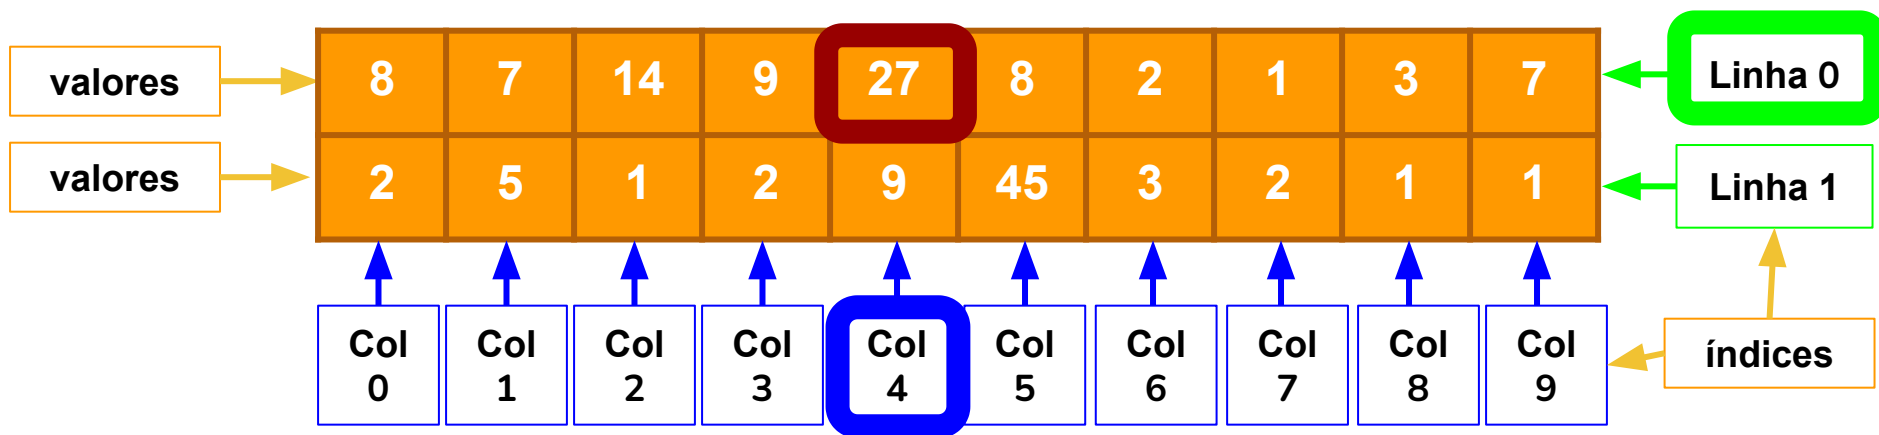 valores 8 7 14 9 27 8 2 1 3 7 Linha 0
valores 2 5 1 2 9 45 3 2 1 1 Linha 1
Col 0 Col 1 Col 2 Col 3 Col 4 Col 5 Col 6 Col 7 Col 8 Col 9 índices